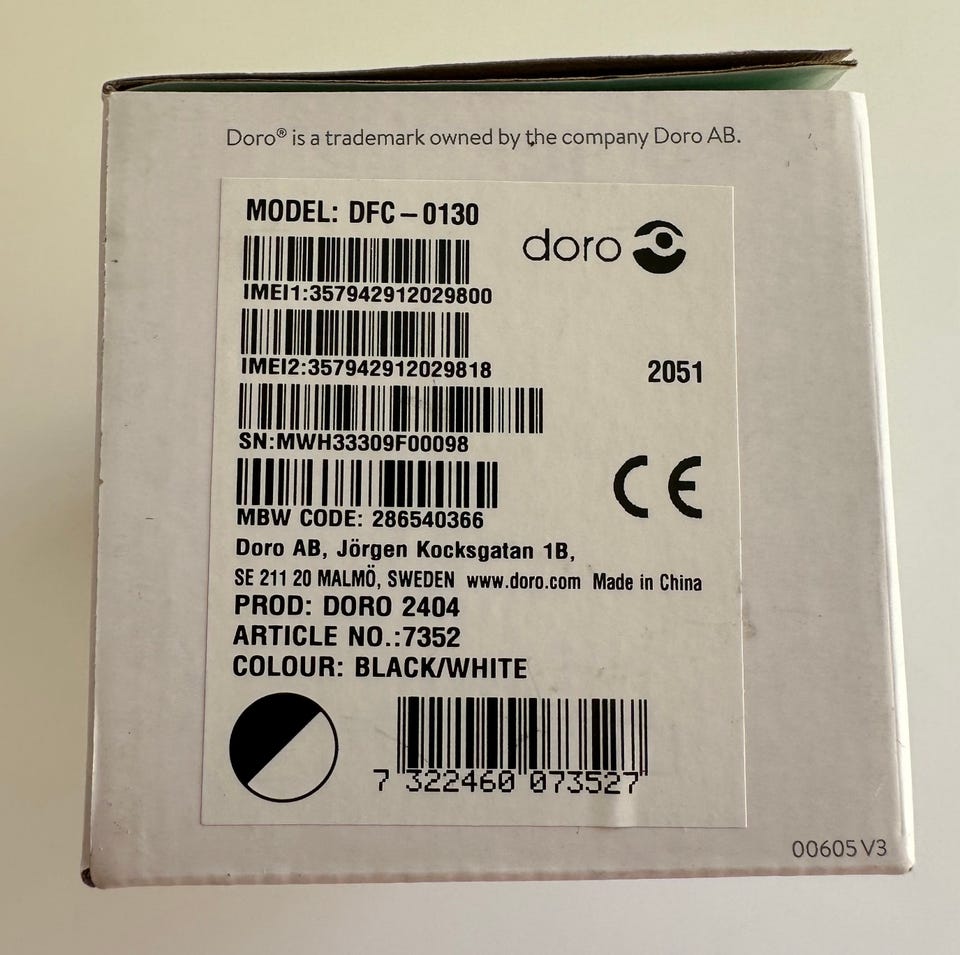 Doro® is a trademark owned by the company Doro AB.
MODEL: DFC-0130
doro
IMEI1:357942912029800
IMEI2:357942912029818
2051
SN:MWH33309F00098
CE
MBW CODE: 286540366
Doro AB, Jörgen Kocksgatan 1B,
SE 211 20 MALMÖ, SWEDEN www.doro.com Made in China
PROD: DORO 2404
ARTICLE NO.:7352
COLOUR: BLACK/WHITE
7 322460 073527
00605 V3